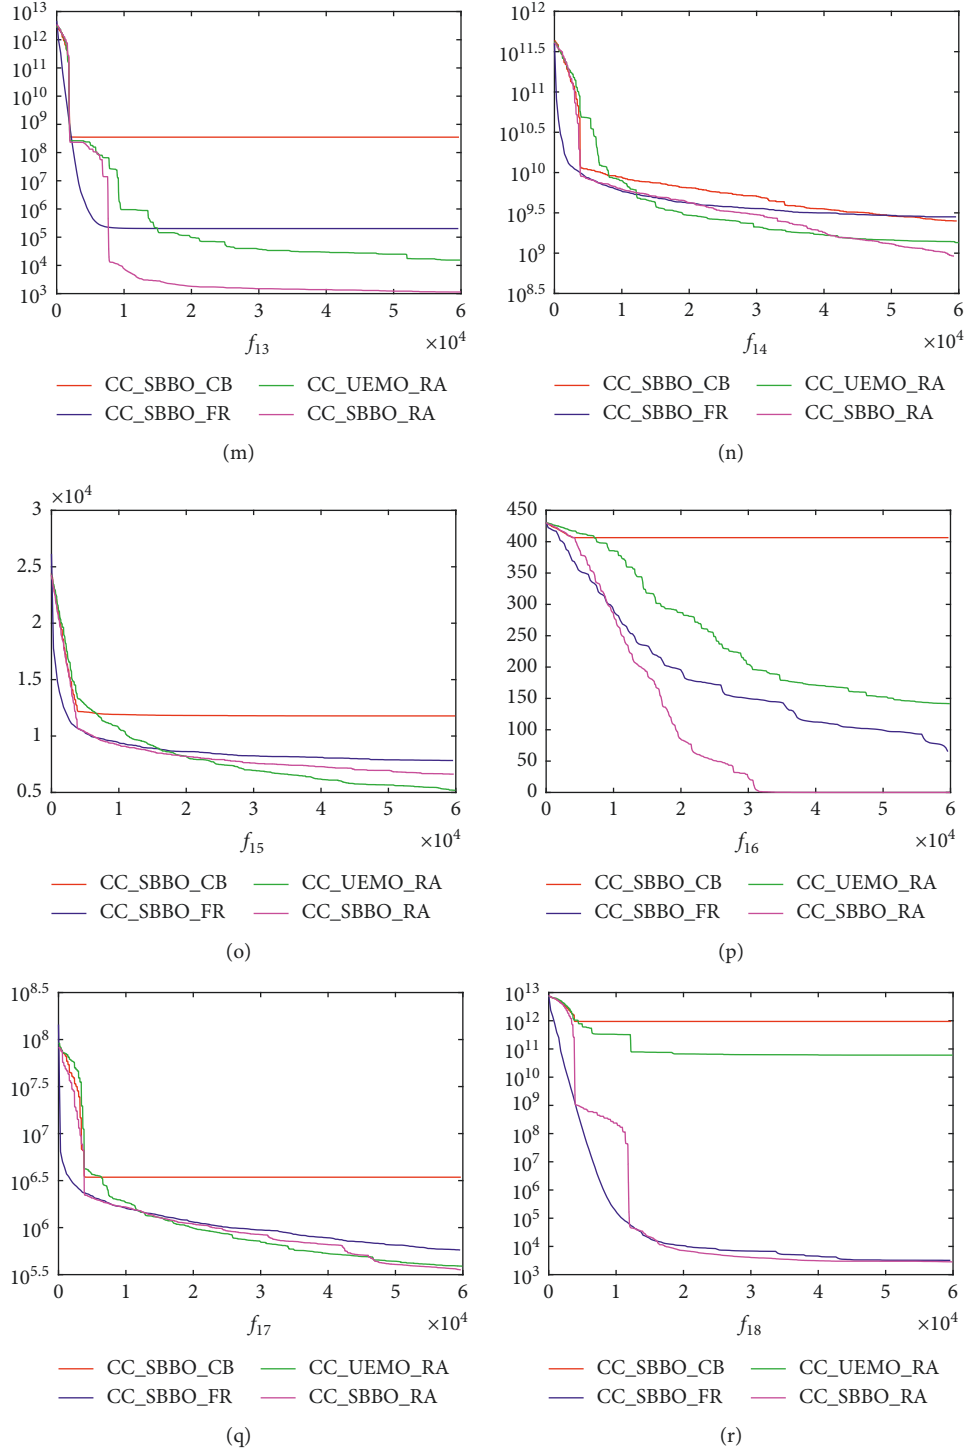 10^13
10^12
10^11
10^10
10^9
10^8
10^7
10^6
10^5
10^4
10^3
0 1 2 3 4 5 60
f13
×10^4
CC_SBBO_CB CC_UEMO_RA
CC_SBBO_FR CC_SBBO_RA
(m)
10^12
10^11.5
10^11
10^10.5
10^10
10^9.5
10^9
10^8.5
0 1 2 3 4 5 60
f14
×10^4
CC_SBBO_CB CC_UEMO_RA
CC_SBBO_FR CC_SBBO_RA
(n)
×10^4
3
2.5
2
1.5
1
0.5
0 1 2 3 4 5 60
f15
×10^4
CC_SBBO_CB CC_UEMO_RA
CC_SBBO_FR CC_SBBO_RA
(o)
450
400
350
300
250
200
150
100
50
0
0 1 2 3 4 5 60
f16
×10^4
CC_SBBO_CB CC_UEMO_RA
CC_SBBO_FR CC_SBBO_RA
(p)
10^8.5
10^8
10^7.5
10^7
10^6.5
10^6
10^5.5
0 1 2 3 4 5 60
f17
×10^4
CC_SBBO_CB CC_UEMO_RA
CC_SBBO_FR CC_SBBO_RA
(q)
10^13
10^12
10^11
10^10
10^9
10^8
10^7
10^6
10^5
10^4
10^3
0 1 2 3 4 5 60
f18
×10^4
CC_SBBO_CB CC_UEMO_RA
CC_SBBO_FR CC_SBBO_RA
(r)